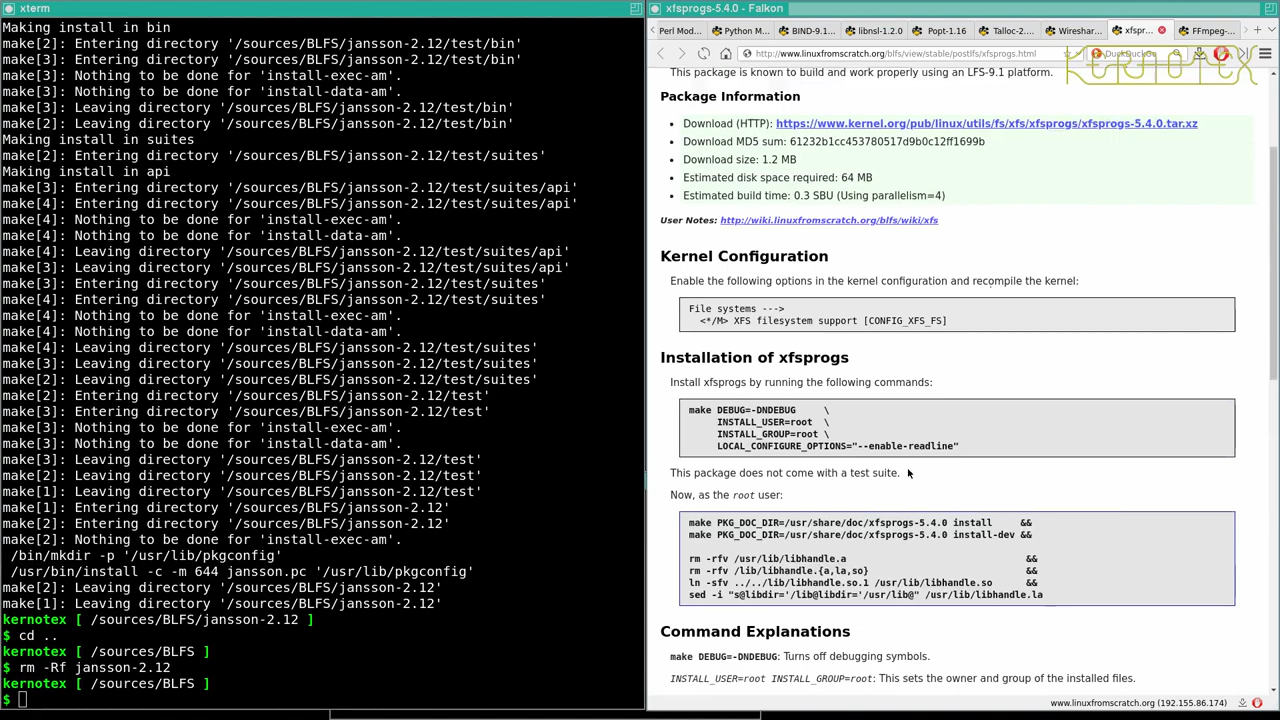 xterm
Making install in bin
make[2]: Entering directory '/sources/BLFS/jansson-2.12/test/bin'
make[3]: Entering directory '/sources/BLFS/jansson-2.12/test/bin'
make[3]: Nothing to be done for 'install-exec-am'.
make[3]: Nothing to be done for 'install-data-am'.
make[3]: Leaving directory '/sources/BLFS/jansson-2.12/test/bin'
make[2]: Leaving directory '/sources/BLFS/jansson-2.12/test/bin'
Making install in suites
make[2]: Entering directory '/sources/BLFS/jansson-2.12/test/suites'
Making install in api
make[3]: Entering directory '/sources/BLFS/jansson-2.12/test/suites/api'
make[4]: Entering directory '/sources/BLFS/jansson-2.12/test/suites/api'
make[4]: Nothing to be done for 'install-exec-am'.
make[4]: Nothing to be done for 'install-data-am'.
make[4]: Leaving directory '/sources/BLFS/jansson-2.12/test/suites/api'
make[3]: Leaving directory '/sources/BLFS/jansson-2.12/test/suites/api'
make[3]: Entering directory '/sources/BLFS/jansson-2.12/test/suites'
make[4]: Entering directory '/sources/BLFS/jansson-2.12/test/suites'
make[4]: Nothing to be done for 'install-exec-am'.
make[4]: Nothing to be done for 'install-data-am'.
make[4]: Leaving directory '/sources/BLFS/jansson-2.12/test/suites'
make[3]: Leaving directory '/sources/BLFS/jansson-2.12/test/suites'
make[2]: Leaving directory '/sources/BLFS/jansson-2.12/test/suites'
make[2]: Entering directory '/sources/BLFS/jansson-2.12/test'
make[3]: Entering directory '/sources/BLFS/jansson-2.12/test'
make[3]: Nothing to be done for 'install-exec-am'.
make[3]: Nothing to be done for 'install-data-am'.
make[3]: Leaving directory '/sources/BLFS/jansson-2.12/test'
make[2]: Leaving directory '/sources/BLFS/jansson-2.12/test'
make[1]: Leaving directory '/sources/BLFS/jansson-2.12/test'
make[1]: Entering directory '/sources/BLFS/jansson-2.12'
make[2]: Entering directory '/sources/BLFS/jansson-2.12'
make[2]: Nothing to be done for 'install-exec-am'.
/bin/mkdir -p '/usr/lib/pkgconfig'
/usr/bin/install -c -m 644 jansson.pc '/usr/lib/pkgconfig'
make[2]: Leaving directory '/sources/BLFS/jansson-2.12'
make[1]: Leaving directory '/sources/BLFS/jansson-2.12'
kernotex [ /sources/BLFS/jansson-2.12 ]
$ cd ..
kernotex [ /sources/BLFS ]
$ rm -Rf jansson-2.12
kernotex [ /sources/BLFS ]
$
xfsprogs-5.4.0 - Falkon
Perl Mod... Python M... BIND-9.1... libnsl-1.2.0 Popt-1.16 Talloc-2... Wireshar... xfspr... FFmpeg-...
http://www.linuxfromscratch.org/blfs/view/stable/postlfs/xfsprogs.html DuckDuckGo
KERNOTEX
This package is known to build and work properly using an LFS-9.1 platform.
Package Information
• Download (HTTP): https://www.kernel.org/pub/linux/utils/fs/xfs/xfsprogs/xfsprogs-5.4.0.tar.xz
• Download MD5 sum: 61232b1cc453780517d9b0c12ff1699b
• Download size: 1.2 MB
• Estimated disk space required: 64 MB
• Estimated build time: 0.3 SBU (Using parallelism=4)
User Notes: http://wiki.linuxfromscratch.org/blfs/wiki/xfs
Kernel Configuration
Enable the following options in the kernel configuration and recompile the kernel:
File systems --->
<*/M> XFS filesystem support [CONFIG_XFS_FS]
Installation of xfsprogs
Install xfsprogs by running the following commands:
make DEBUG=-DNDEBUG \
INSTALL_USER=root \
INSTALL_GROUP=root \
LOCAL_CONFIGURE_OPTIONS="--enable-readline"
This package does not come with a test suite.
Now, as the root user:
make PKG_DOC_DIR=/usr/share/doc/xfsprogs-5.4.0 install &&
make PKG_DOC_DIR=/usr/share/doc/xfsprogs-5.4.0 install-dev &&
rm -rfv /usr/lib/libhandle.a &&
rm -rfv /lib/libhandle.{a,la,so} &&
ln -sfv ../../lib/libhandle.so.1 /usr/lib/libhandle.so &&
sed -i "s@libdir='/lib@libdir='/usr/lib@" /usr/lib/libhandle.la
Command Explanations
make DEBUG=-DNDEBUG: Turns off debugging symbols.
INSTALL_USER=root INSTALL_GROUP=root: This sets the owner and group of the installed files.
www.linuxfromscratch.org (192.155.86.174)